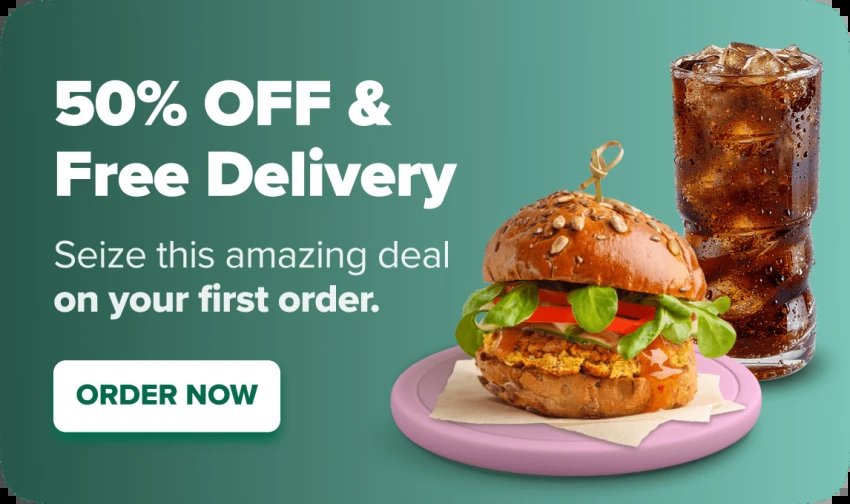 50% OFF &
Free Delivery
Seize this amazing deal
on your first order.
ORDER NOW